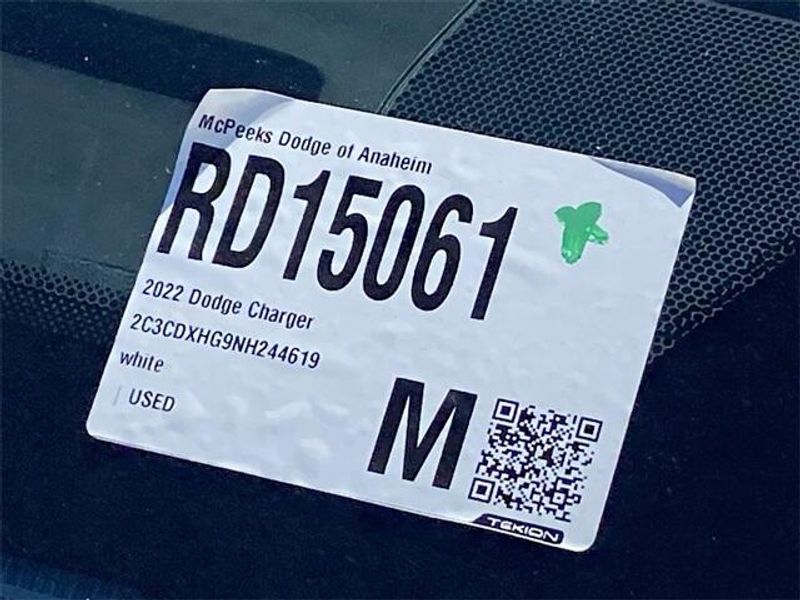 McPeeks Dodge of Anaheim
RD15061
2022 Dodge Charger
2C3CDXHG9NH244619
white
USED
M
TEKION